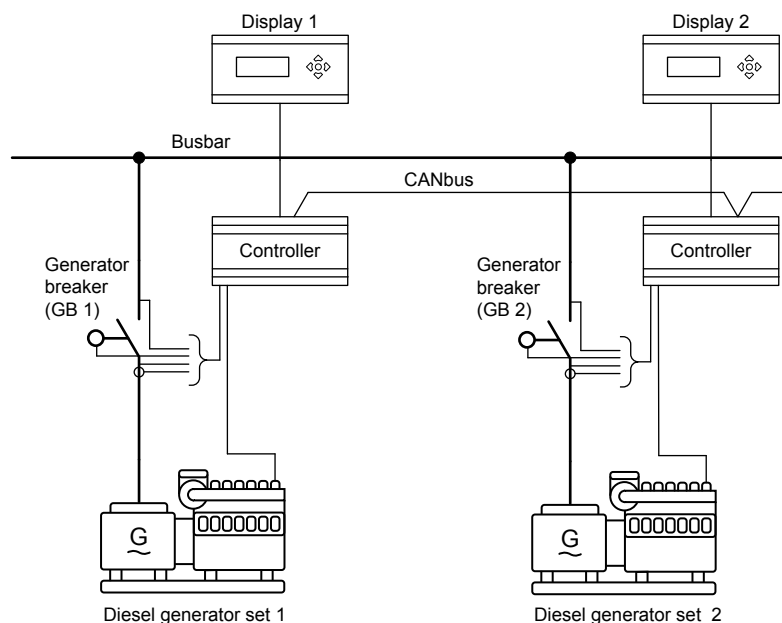 Display 1
Display 2
Busbar
CANbus
Controller
Controller
Generator
breaker
(GB 1)
Generator
breaker
(GB 2)
G
G
Diesel generator set 1
Diesel generator set 2